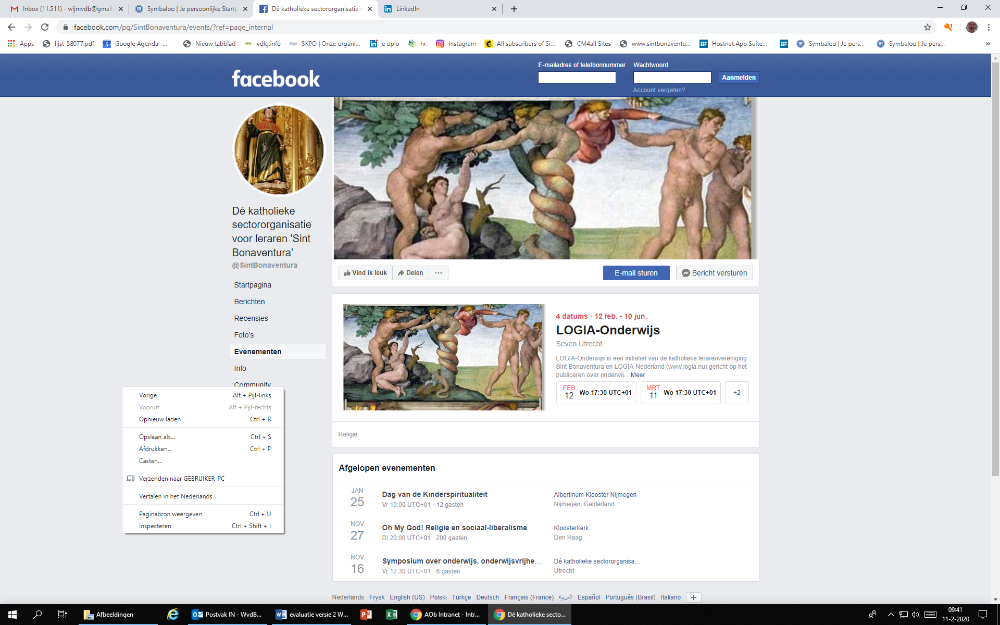 Inbox (11.511) - wljmvdb@gmail.
Symbaloo | Je persoonlijke Startp
Dé katholieke sectororganisatie v
LinkedIn
facebook.com/pg/SintBonaventura/events/?ref=page_internal
Apps
lijst-58077.pdf
Google Agenda -...
Nieuw tabblad
vdlg.info
SKPO | Onze organi...
e oplo
hr.
Instagram
All subscribers of Si...
CM4all Sites
www.sintbonaventu...
Hostnet App Suite...
Symbaloo | Je pers...
Symbaloo | Je pers...
»
facebook
E-mailadres of telefoonnummer
Wachtwoord
Aanmelden
Account vergeten?
Dé katholieke
sectororganisatie
voor leraren 'Sint
Bonaventura'
@SintBonaventura
Startpagina
Berichten
Recensies
Foto's
Evenementen
Info
Community
Vind ik leuk
Delen
...
E-mail sturen
Bericht versturen
4 datums · 12 feb. - 10 jun.
LOGIA-Onderwijs
Seven Utrecht
LOGIA-Onderwijs is een initiatief van de katholieke lerarenvereniging
Sint Bonaventura en LOGIA-Nederland (www.logia.nu) gericht op het
publiceren over onderwij... Meer
FEB
12 Wo 17:30 UTC+01
MRT
11 Wo 17:30 UTC+01
+2
Religie
Vorige Alt + Pijl-links
Vooruit Alt + Pijl-rechts
Opnieuw laden Ctrl + R
Opslaan als... Ctrl + S
Afdrukken... Ctrl + P
Casten...
Verzenden naar GEBRUIKER-PC
Vertalen in het Nederlands
Paginabron weergeven Ctrl + U
Inspecteren Ctrl + Shift + I
Afgelopen evenementen
JAN
25
Dag van de Kinderspiritualiteit
Vr 10:00 UTC+01 · 12 gasten
Albertinum Klooster Nijmegen
Nijmegen, Gelderland
NOV
27
Oh My God! Religie en sociaal-liberalisme
Di 20:00 UTC+01 · 200 gasten
Kloosterkerk
Den Haag
NOV
16
Symposium over onderwijs, onderwijsvrijhe...
Vr 12:30 UTC+01 · 6 gasten
Dé katholieke sectororganisa...
Utrecht
Nederlands Frysk English (US) Polski Türkçe Deutsch Français (France) العربية Español Português (Brasil) Italiano +
Afbeeldingen
Postvak IN - WvdB...
evaluatie versie 2 W...
AOb Intranet - Intr...
Dé katholieke secto...
09:41
11-2-2020